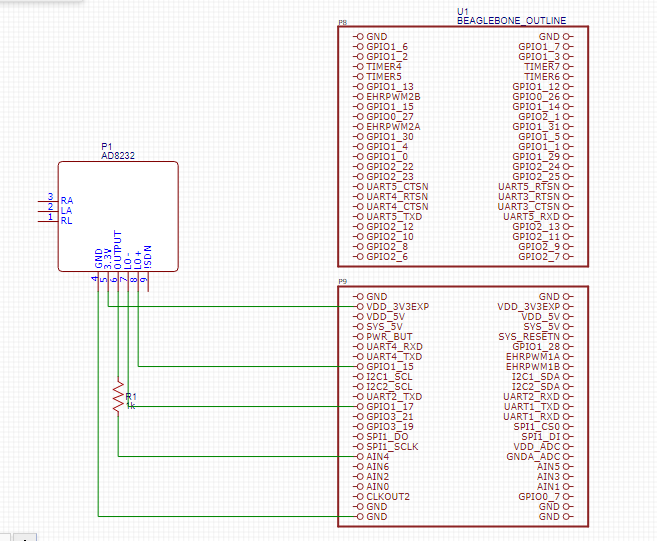 U1
BEAGLEBONE_OUTLINE
P8
GND GND
GPIO1_6 GPIO1_7
GPIO1_2 GPIO1_3
TIMER4 TIMER7
TIMER5 TIMER6
GPIO1_13 GPIO1_12
EHRPWM2B GPIO0_26
GPIO1_15 GPIO1_14
GPIO0_27 GPIO2_1
EHRPWM2A GPIO1_31
GPIO1_30 GPIO1_5
GPIO1_4 GPIO1_1
GPIO1_0 GPIO1_29
GPIO2_22 GPIO2_24
GPIO2_23 GPIO2_25
UART5_CTSN UART5_RTSN
UART4_RTSN UART3_RTSN
UART4_CTSN UART3_CTSN
UART5_TXD UART5_RXD
GPIO2_12 GPIO2_13
GPIO2_10 GPIO2_11
GPIO2_8 GPIO2_9
GPIO2_6 GPIO2_7
P1
AD8232
3 RA
2 LA
1 RL
GND
3.3V
OUTPUT
LO-
LO+
!SDN
4 5 6 7 8 9
R1
1k
P9
GND GND
VDD_3V3EXP VDD_3V3EXP
VDD_5V VDD_5V
SYS_5V SYS_5V
PWR_BUT SYS_RESETN
UART4_RXD GPIO1_28
UART4_TXD EHRPWM1A
GPIO1_15 EHRPWM1B
I2C1_SCL I2C1_SDA
I2C2_SCL I2C2_SDA
UART2_TXD UART2_RXD
GPIO1_17 UART1_TXD
GPIO3_21 UART1_RXD
GPIO3_19 SPI1_CS0
SPI1_DO SPI1_DI
SPI1_SCLK VDD_ADC
AIN4 GNDA_ADC
AIN6 AIN5
AIN2 AIN3
AIN0 AIN1
CLKOUT2 GPIO0_7
GND GND
GND GND